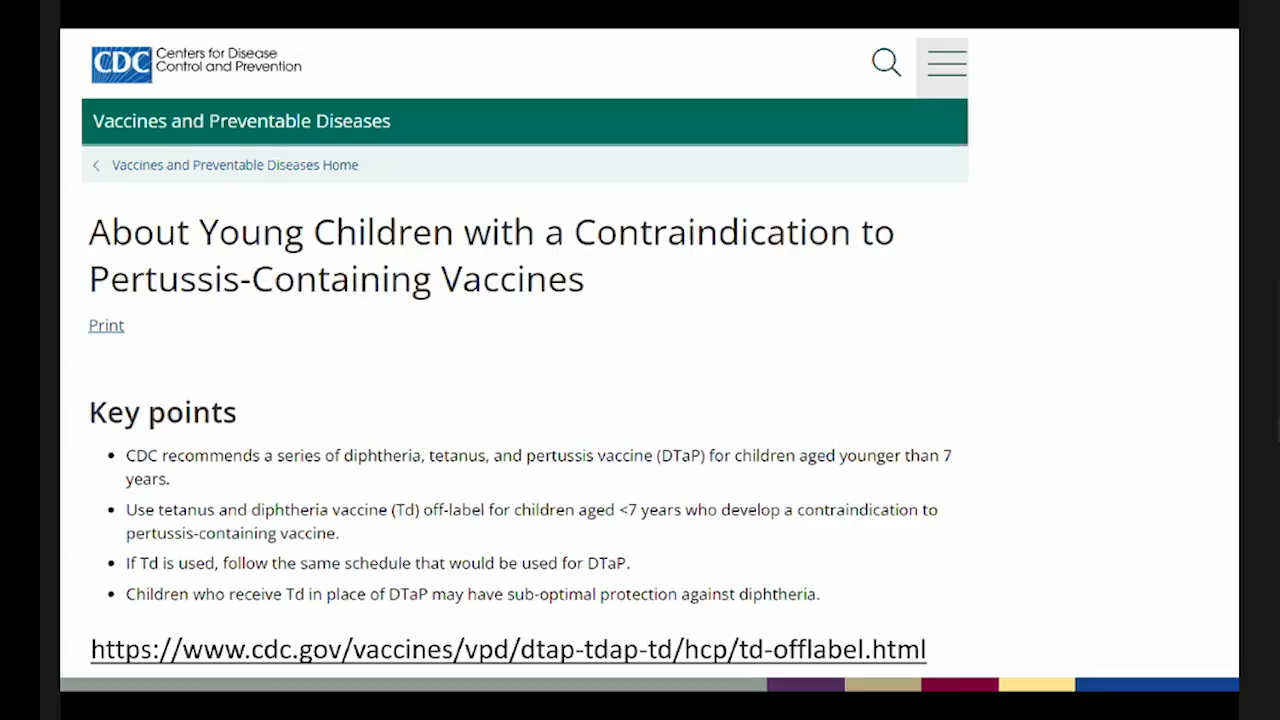 CDC Centers for Disease
Control and Prevention
Vaccines and Preventable Diseases
Vaccines and Preventable Diseases Home
About Young Children with a Contraindication to
Pertussis-Containing Vaccines
Print
Key points
• CDC recommends a series of diphtheria, tetanus, and pertussis vaccine (DTaP) for children aged younger than 7
years.
• Use tetanus and diphtheria vaccine (Td) off-label for children aged <7 years who develop a contraindication to
pertussis-containing vaccine.
• If Td is used, follow the same schedule that would be used for DTaP.
• Children who receive Td in place of DTaP may have sub-optimal protection against diphtheria.
https://www.cdc.gov/vaccines/vpd/dtap-tdap-td/hcp/td-offlabel.html